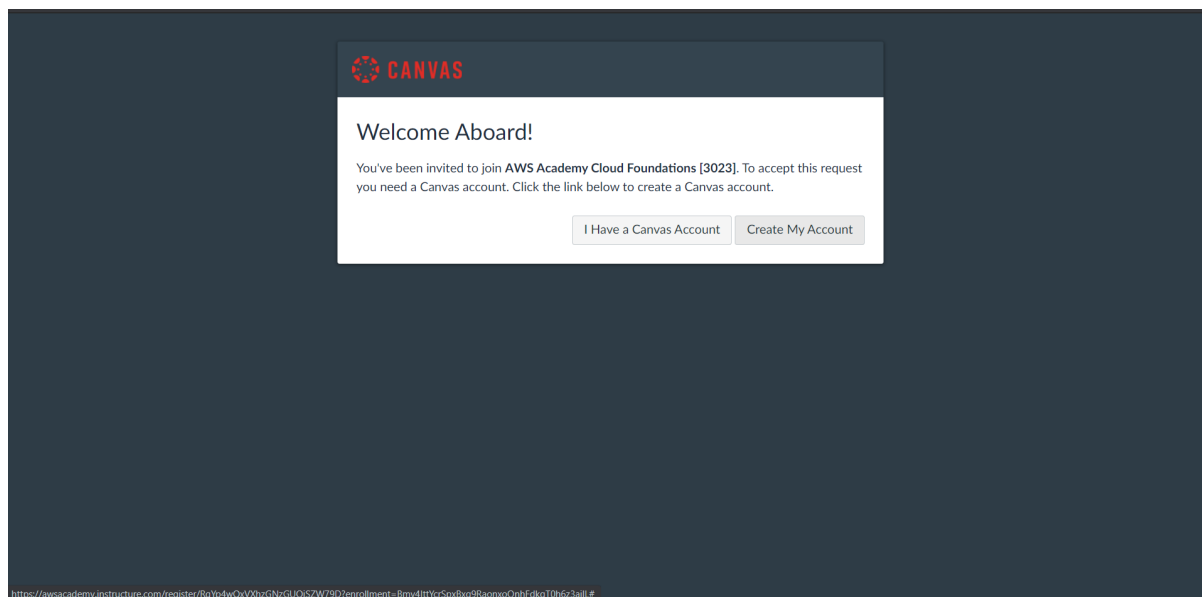 CANVAS
Welcome Aboard!
You've been invited to join AWS Academy Cloud Foundations [3023]. To accept this request
you need a Canvas account. Click the link below to create a Canvas account.
I Have a Canvas Account Create My Account